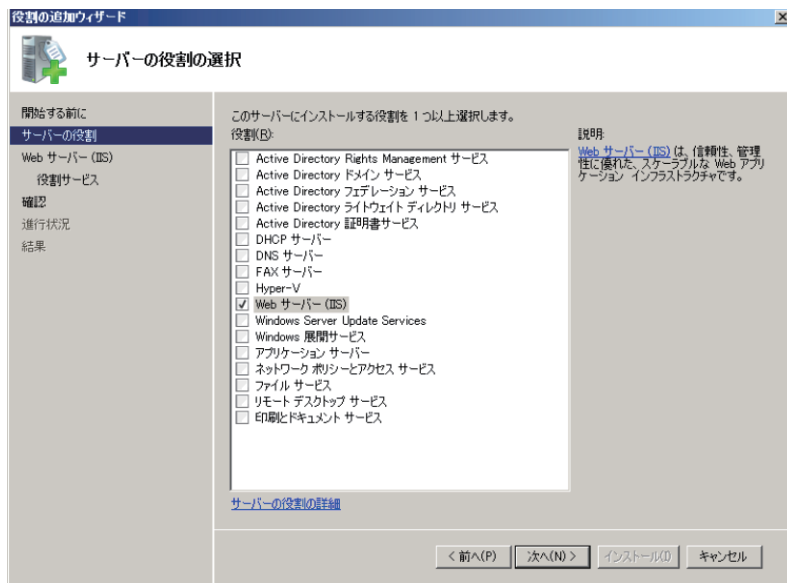 役割の追加ウィザード
サーバーの役割の選択
開始する前に
サーバーの役割
Web サーバー (IIS)
役割サービス
確認
進行状況
結果
このサーバーにインストールする役割を 1 つ以上選択します。
役割(R):
Active Directory Rights Management サービス
Active Directory ドメイン サービス
Active Directory フェデレーション サービス
Active Directory ライトウェイト ディレクトリ サービス
Active Directory 証明書サービス
DHCP サーバー
DNS サーバー
FAX サーバー
Hyper-V
Web サーバー (IIS)
Windows Server Update Services
Windows 展開サービス
アプリケーション サーバー
ネットワーク ポリシーとアクセス サービス
ファイル サービス
リモート デスクトップ サービス
印刷とドキュメント サービス
サーバーの役割の詳細
説明:
Web サーバー (IIS) は、信頼性、管理
性に優れた、スケーラブルな Web アプリ
ケーション インフラストラクチャです。
< 前へ(P)
次へ(N) >
インストール(I)
キャンセル